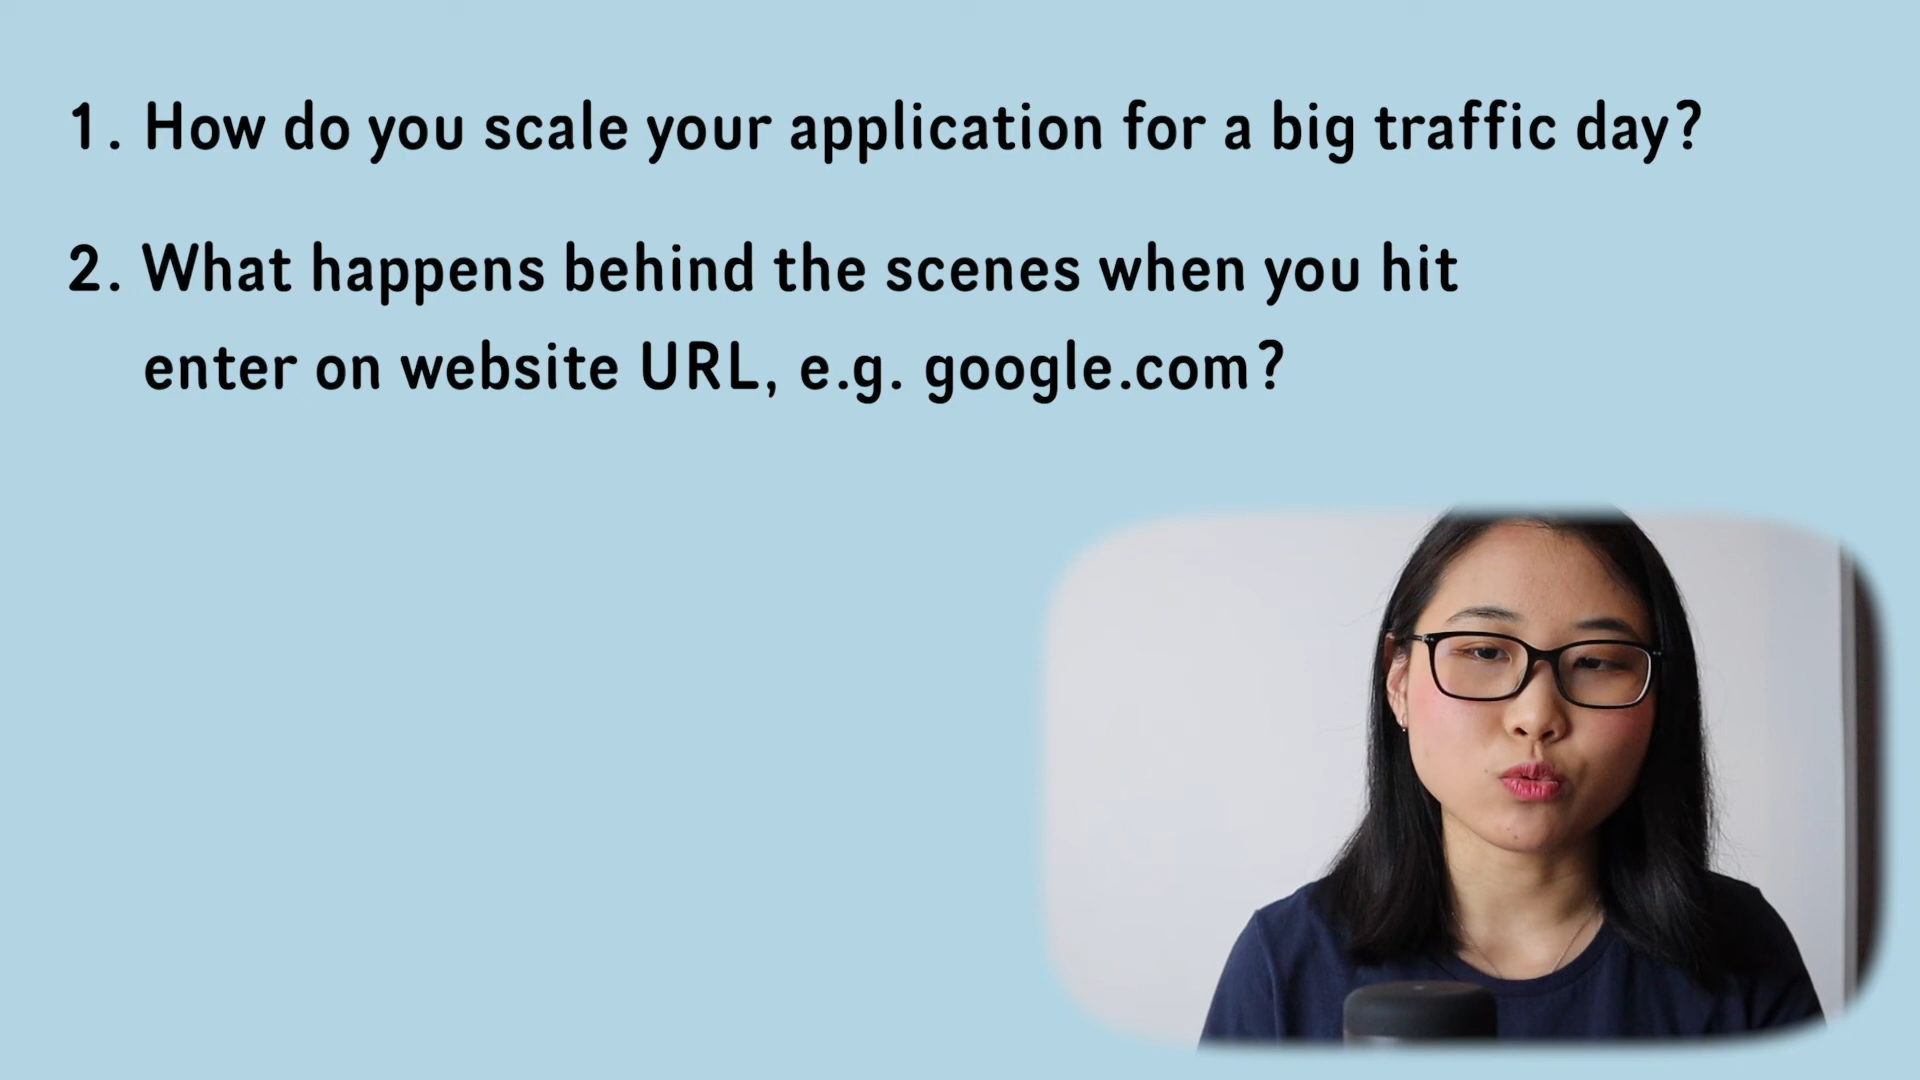 1. How do you scale your application for a big traffic day?
2. What happens behind the scenes when you hit
enter on website URL, e.g. google.com?